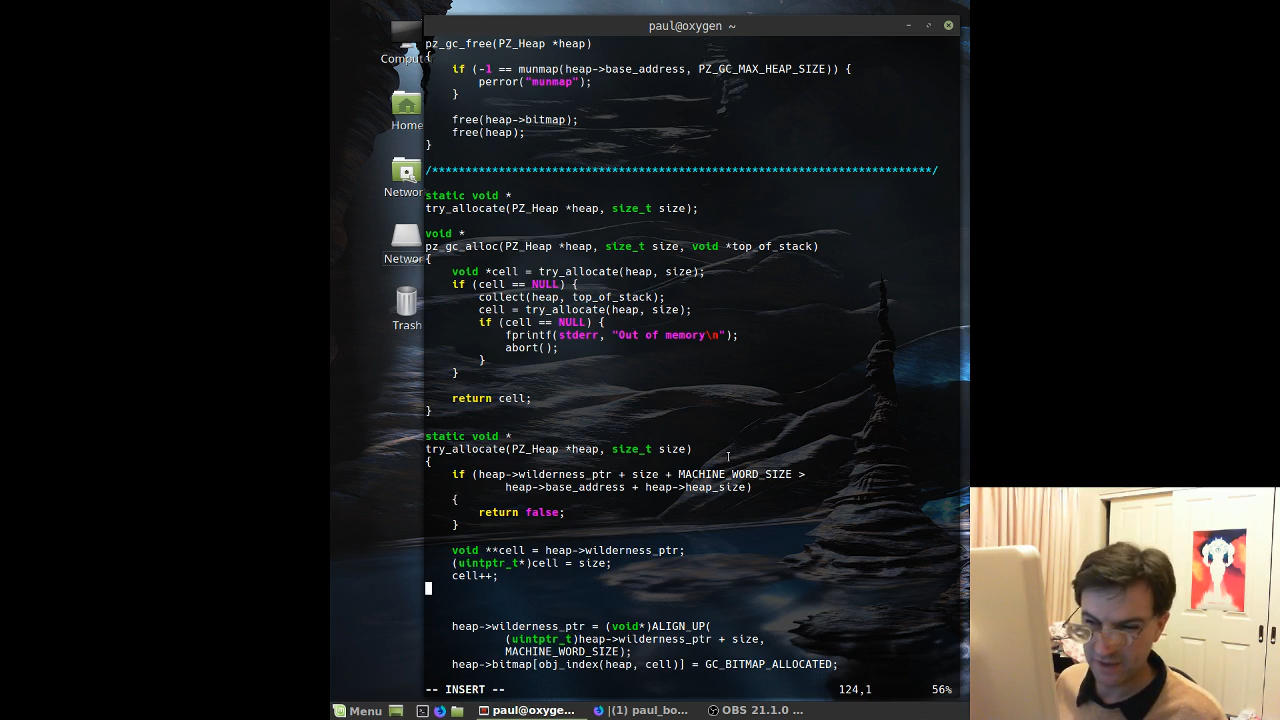 paul@oxygen ~
pz_gc_free(PZ_Heap *heap)
{
    if (-1 == munmap(heap->base_address, PZ_GC_MAX_HEAP_SIZE)) {
        perror("munmap");
    }
    free(heap->bitmap);
    free(heap);
}
/***************************************************************************/
static void *
try_allocate(PZ_Heap *heap, size_t size);
void *
pz_gc_alloc(PZ_Heap *heap, size_t size, void *top_of_stack)
{
    void *cell = try_allocate(heap, size);
    if (cell == NULL) {
        collect(heap, top_of_stack);
        cell = try_allocate(heap, size);
        if (cell == NULL) {
            fprintf(stderr, "Out of memory\n");
            abort();
        }
    }
    return cell;
}
static void *
try_allocate(PZ_Heap *heap, size_t size)
{
    if (heap->wilderness_ptr + size + MACHINE_WORD_SIZE >
            heap->base_address + heap->heap_size)
    {
        return false;
    }
    void **cell = heap->wilderness_ptr;
    (uintptr_t*)cell = size;
    cell++;
    heap->wilderness_ptr = (void*)ALIGN_UP(
            (uintptr_t)heap->wilderness_ptr + size,
            MACHINE_WORD_SIZE);
    heap->bitmap[obj_index(heap, cell)] = GC_BITMAP_ALLOCATED;
-- INSERT --
124,1
56%
Comput
Home
Networ
Networ
Trash
Menu
paul@oxyge...
|(1) paul_bo...
OBS 21.1.0 ...